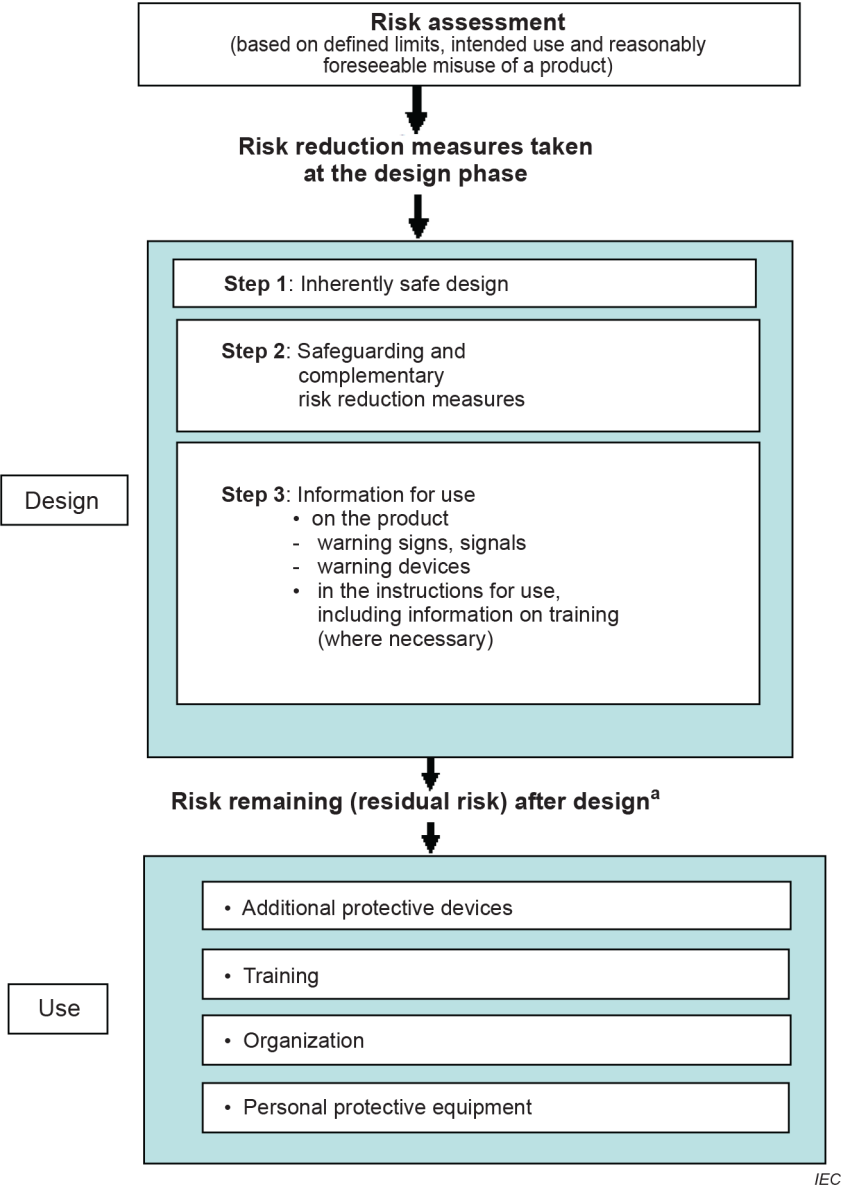 Risk assessment
(based on defined limits, intended use and reasonably
foreseeable misuse of a product)
Risk reduction measures taken
at the design phase
Step 1: Inherently safe design
Step 2: Safeguarding and
complementary
risk reduction measures
Design
Step 3: Information for use
• on the product
- warning signs, signals
- warning devices
• in the instructions for use,
including information on training
(where necessary)
Risk remaining (residual risk) after designᵃ
• Additional protective devices
• Training
Use
• Organization
• Personal protective equipment
IEC